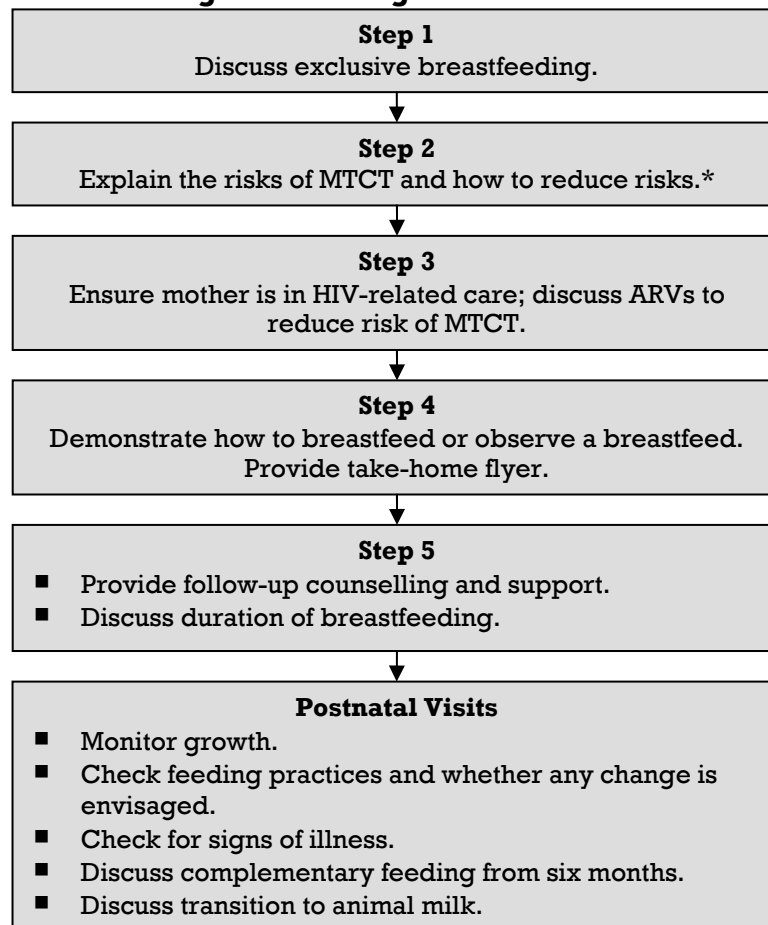 Step 1
Discuss exclusive breastfeeding.
Step 2
Explain the risks of MTCT and how to reduce risks.*
Step 3
Ensure mother is in HIV-related care; discuss ARVs to
reduce risk of MTCT.
Step 4
Demonstrate how to breastfeed or observe a breastfeed.
Provide take-home flyer.
Step 5
■ Provide follow-up counselling and support.
■ Discuss duration of breastfeeding.
Postnatal Visits
■ Monitor growth.
■ Check feeding practices and whether any change is
envisaged.
■ Check for signs of illness.
■ Discuss complementary feeding from six months.
■ Discuss transition to animal milk.